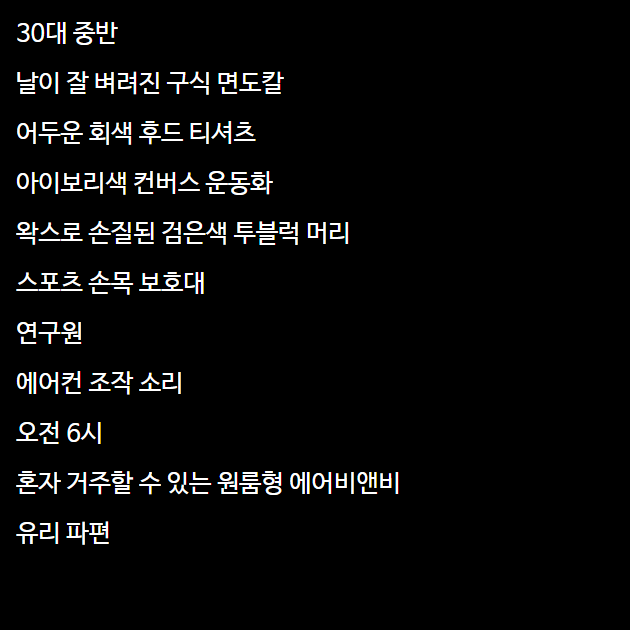 30대 중반
날이 잘 벼려진 구식 면도칼
어두운 회색 후드 티셔츠
아이보리색 컨버스 운동화
왁스로 손질된 검은색 투블럭 머리
스포츠 손목 보호대
연구원
에어컨 조작 소리
오전 6시
혼자 거주할 수 있는 원룸형 에어비앤비
유리 파편